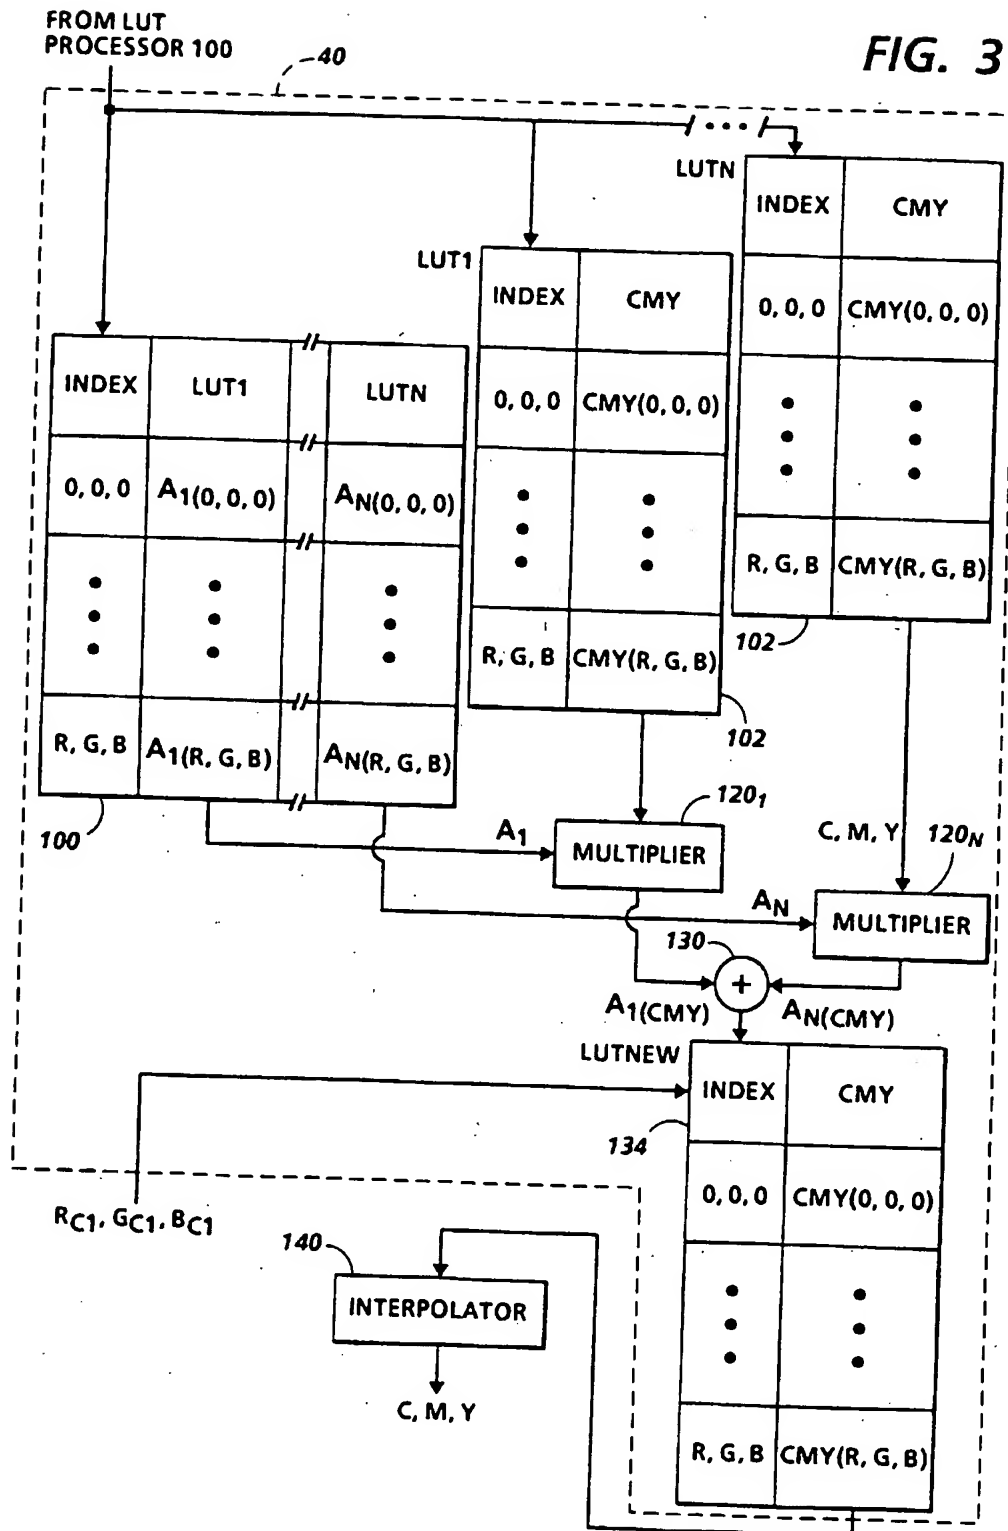 FROM LUT
PROCESSOR 100
40
FIG. 3
LUTN
INDEX CMY
0, 0, 0 CMY(0, 0, 0)
R, G, B CMY(R, G, B)
102
LUT1
INDEX CMY
0, 0, 0 CMY(0, 0, 0)
R, G, B CMY(R, G, B)
102
INDEX LUT1 LUTN
0, 0, 0 A1(0, 0, 0) AN(0, 0, 0)
R, G, B A1(R, G, B) AN(R, G, B)
100
A1
MULTIPLIER
1201
C, M, Y
120N
AN
MULTIPLIER
130
+
A1(CMY) AN(CMY)
LUTNEW
INDEX CMY
134
0, 0, 0 CMY(0, 0, 0)
R, G, B CMY(R, G, B)
RC1, GC1, BC1
140
INTERPOLATOR
C, M, Y